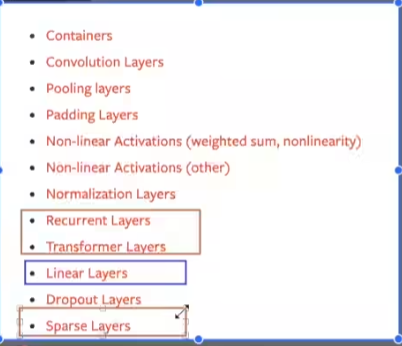 Containers
Convolution Layers
Pooling layers
Padding Layers
Non-linear Activations (weighted sum, nonlinearity)
Non-linear Activations (other)
Normalization Layers
Recurrent Layers
Transformer Layers
Linear Layers
Dropout Layers
Sparse Layers